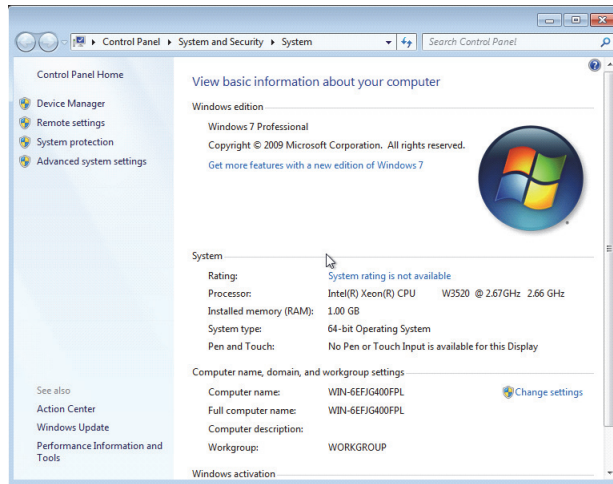 Control Panel ▸ System and Security ▸ System
Search Control Panel
Control Panel Home
Device Manager
Remote settings
System protection
Advanced system settings
See also
Action Center
Windows Update
Performance Information and
Tools
View basic information about your computer
Windows edition
Windows 7 Professional
Copyright © 2009 Microsoft Corporation. All rights reserved.
Get more features with a new edition of Windows 7
System
Rating: System rating is not available
Processor: Intel(R) Xeon(R) CPU W3520 @ 2.67GHz 2.66 GHz
Installed memory (RAM): 1.00 GB
System type: 64-bit Operating System
Pen and Touch: No Pen or Touch Input is available for this Display
Computer name, domain, and workgroup settings
Computer name: WIN-6EFJG400FPL Change settings
Full computer name: WIN-6EFJG400FPL
Computer description:
Workgroup: WORKGROUP
Windows activation